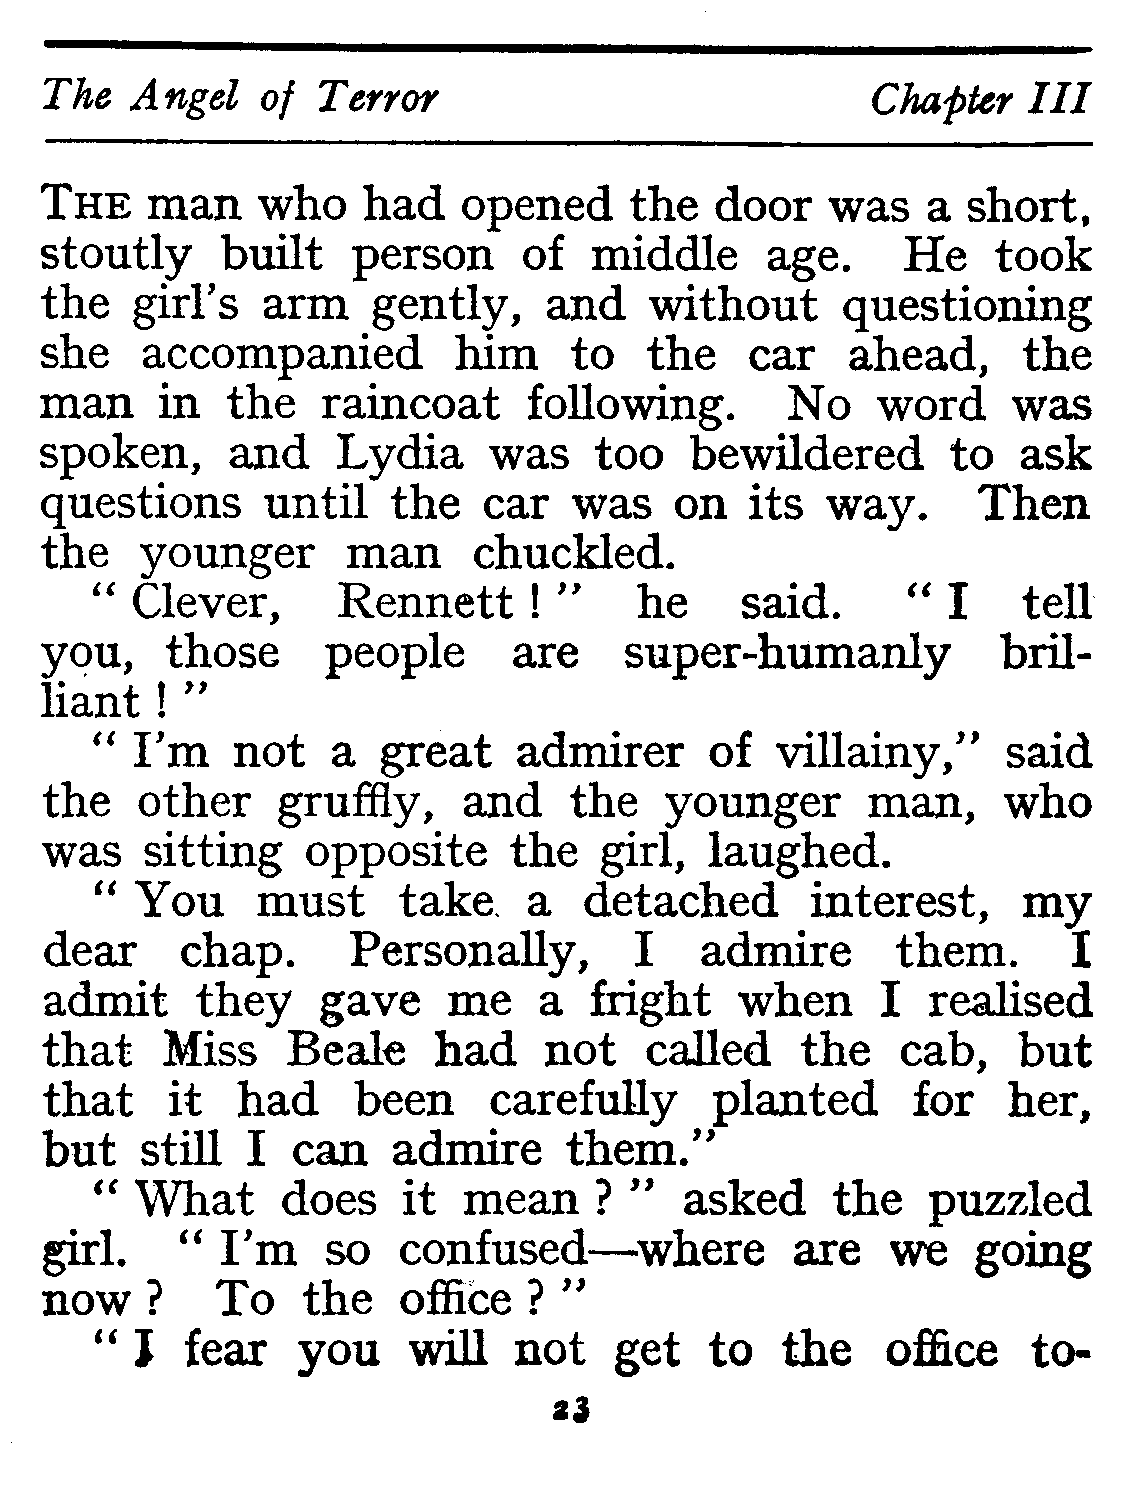 The Angel of Terror Chapter III
THE man who had opened the door was a short,
stoutly built person of middle age. He took
the girl's arm gently, and without questioning
she accompanied him to the car ahead, the
man in the raincoat following. No word was
spoken, and Lydia was too bewildered to ask
questions until the car was on its way. Then
the younger man chuckled.
“ Clever, Rennett ! ” he said. “ I tell
you, those people are super-humanly bril-
liant ! ”
“ I'm not a great admirer of villainy,” said
the other gruffly, and the younger man, who
was sitting opposite the girl, laughed.
“ You must take a detached interest, my
dear chap. Personally, I admire them. I
admit they gave me a fright when I realised
that Miss Beale had not called the cab, but
that it had been carefully planted for her,
but still I can admire them.”
“ What does it mean ? ” asked the puzzled
girl. “ I'm so confused—where are we going
now ? To the office ? ”
“ I fear you will not get to the office to-
23